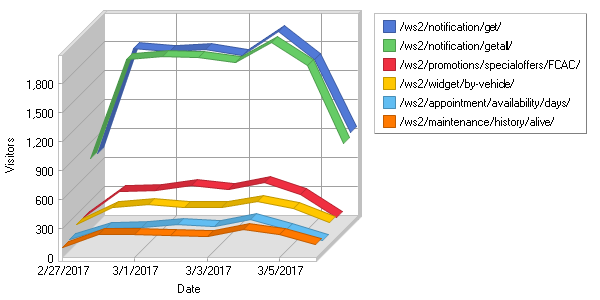 /ws2/notification/get/
/ws2/notification/getall/
/ws2/promotions/specialoffers/FCAC/
/ws2/widget/by-vehicle/
/ws2/appointment/availability/days/
/ws2/maintenance/history/alive/
Visitors
1,800
1,500
1,200
900
600
300
0
2/27/2017 3/1/2017 3/3/2017 3/5/2017
Date